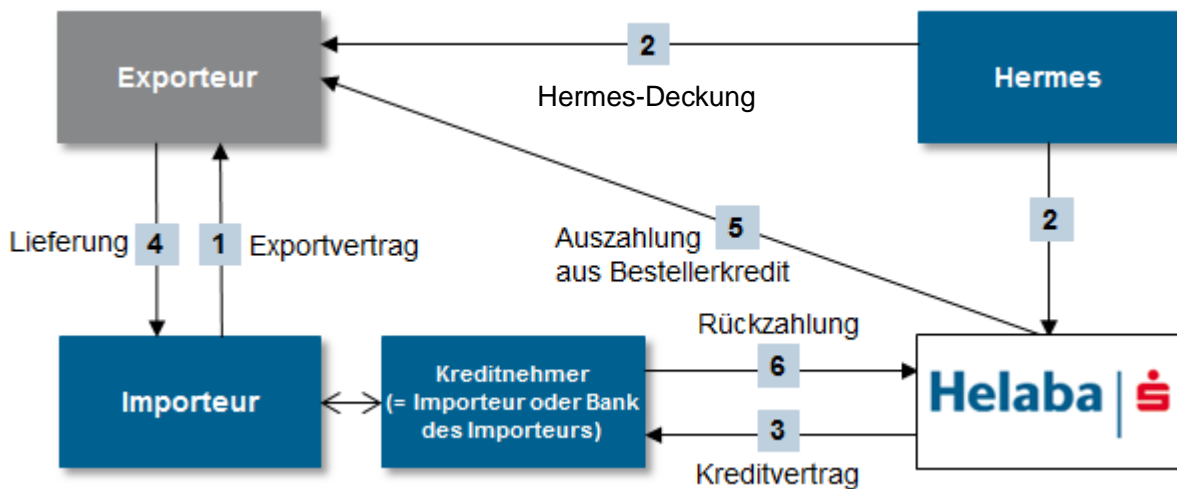 Exporteur
2
Hermes-Deckung
Hermes
Lieferung 4
1 Exportvertrag
5
Auszahlung
aus Bestellerkredit
2
Importeur
Kreditnehmer
(= Importeur oder Bank
des Importeurs)
Rückzahlung
6
3
Kreditvertrag
Helaba